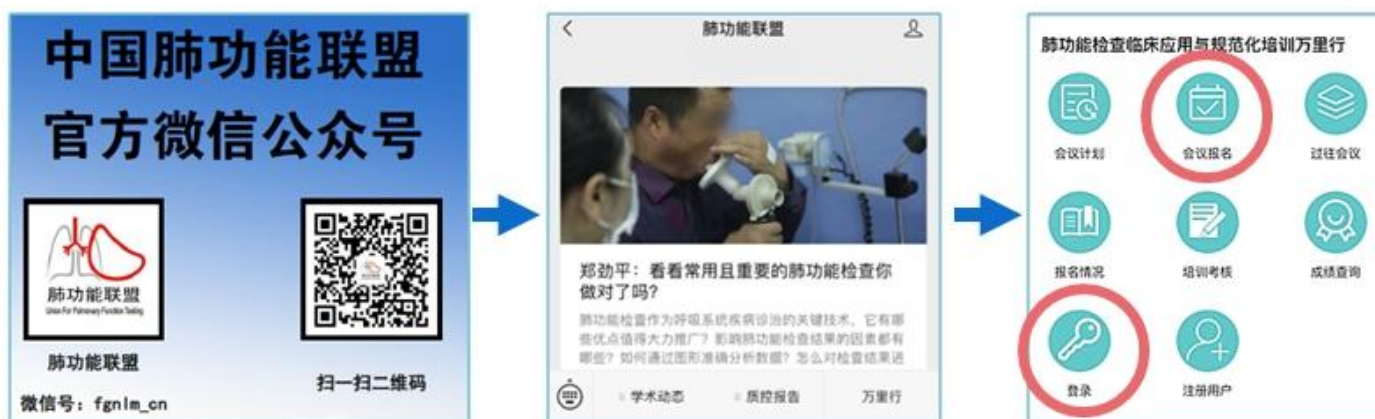 中国肺功能联盟
官方微信公众号
肺功能联盟
Union For Pulmonary Function Testing
肺功能联盟
扫一扫二维码
微信号：fgnlm_cn
肺功能联盟
郑劲平：看看常用且重要的肺功能检查你
做对了吗？
肺功能检查作为呼吸系统疾病诊治的关键技术，它有哪
些优点值得大力推广？影响肺功能检查结果的因素都有
哪些？如何通过图形准确分析数据？怎么对检查结果进
学术动态
质控报告
万里行
肺功能检查临床应用与规范化培训万里行
会议计划
会议报名
过往会议
报名情况
培训考核
成绩查询
登录
注册用户